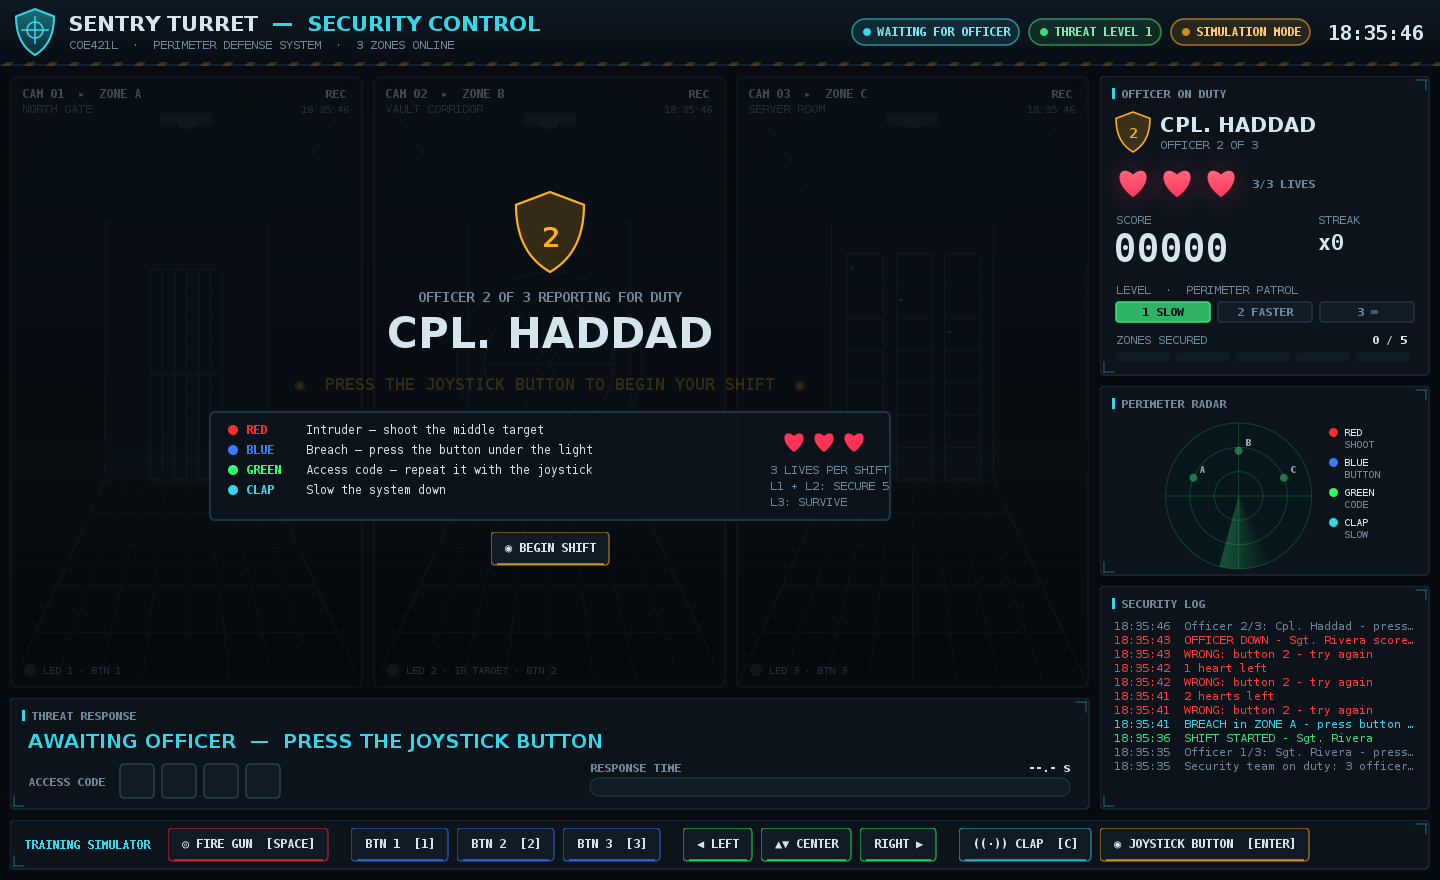 SENTRY TURRET — SECURITY CONTROL
COE421L · PERIMETER DEFENSE SYSTEM · 3 ZONES ONLINE
WAITING FOR OFFICER
THREAT LEVEL 1
SIMULATION MODE
18:35:46
CAM 01 ▸ ZONE A REC
NORTH GATE 18:35:46
CAM 02 ▸ ZONE B REC
VAULT CORRIDOR 18:35:46
CAM 03 ▸ ZONE C REC
SERVER ROOM 18:35:46
2
OFFICER 2 OF 3 REPORTING FOR DUTY
CPL. HADDAD
◉ PRESS THE JOYSTICK BUTTON TO BEGIN YOUR SHIFT ◉
RED Intruder — shoot the middle target
BLUE Breach — press the button under the light
GREEN Access code — repeat it with the joystick
CLAP Slow the system down
3 LIVES PER SHIFT
L1 + L2: SECURE 5
L3: SURVIVE
◉ BEGIN SHIFT
LED 1 · BTN 1
LED 2 · IR TARGET · BTN 2
LED 3 · BTN 3
OFFICER ON DUTY
2
CPL. HADDAD
OFFICER 2 OF 3
3/3 LIVES
SCORE STREAK
00000 x0
LEVEL · PERIMETER PATROL
1 SLOW 2 FASTER 3 ∞
ZONES SECURED 0 / 5
PERIMETER RADAR
A
B
C
RED
SHOOT
BLUE
BUTTON
GREEN
CODE
CLAP
SLOW
SECURITY LOG
18:35:46 Officer 2/3: Cpl. Haddad - press…
18:35:43 OFFICER DOWN - Sgt. Rivera score…
18:35:43 WRONG: button 2 - try again
18:35:42 1 heart left
18:35:42 WRONG: button 2 - try again
18:35:41 2 hearts left
18:35:41 WRONG: button 2 - try again
18:35:41 BREACH in ZONE A - press button …
18:35:36 SHIFT STARTED - Sgt. Rivera
18:35:35 Officer 1/3: Sgt. Rivera - press…
18:35:35 Security team on duty: 3 officer…
THREAT RESPONSE
AWAITING OFFICER — PRESS THE JOYSTICK BUTTON
ACCESS CODE
RESPONSE TIME --.- s
TRAINING SIMULATOR
◎ FIRE GUN [SPACE]
BTN 1 [1]
BTN 2 [2]
BTN 3 [3]
◀ LEFT
▲▼ CENTER
RIGHT ▶
((·)) CLAP [C]
◉ JOYSTICK BUTTON [ENTER]